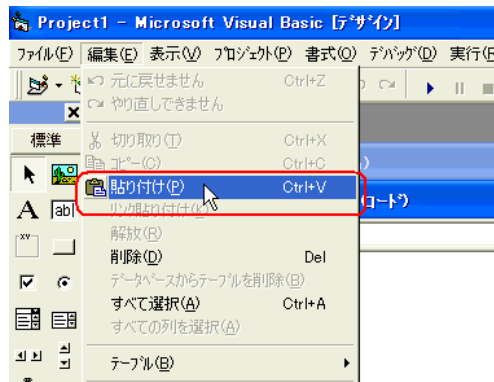 Project1 - Microsoft Visual Basic [ﾃﾞｻﾞｲﾝ]
ﾌｧｲﾙ(F) 編集(E) 表示(V) ﾌﾟﾛｼﾞｪｸﾄ(P) 書式(O) ﾃﾞﾊﾞｯｸﾞ(D) 実行(R
元に戻せません Ctrl+Z
やり直しできません
標準
切り取り(T) Ctrl+X
ｺﾋﾟｰ(C) Ctrl+C
)
貼り付け(P) Ctrl+V
ｺｰﾄﾞ)
A ab|
ﾘﾝｸ貼り付け(K)
解放(R)
xv
削除(D) Del
ﾃﾞｰﾀﾍﾞｰｽからﾃｰﾌﾞﾙを削除(B)
すべて選択(A) Ctrl+A
すべての列を選択(A)
ﾃｰﾌﾞﾙ(B)